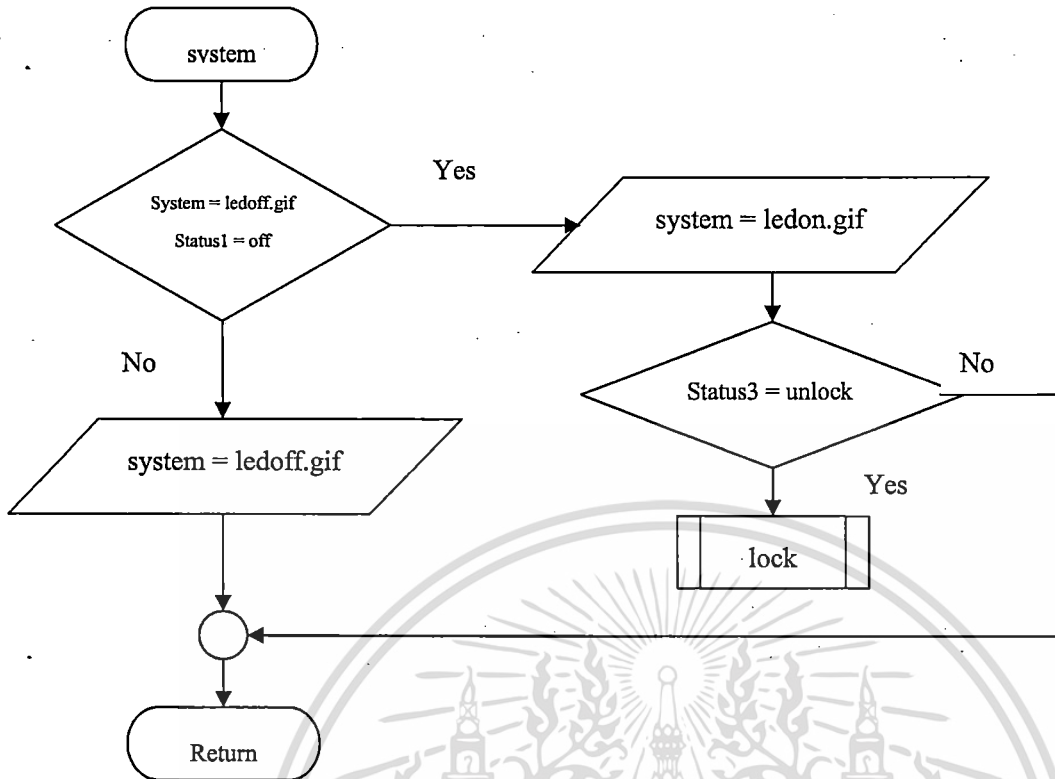 system
Yes
System = ledoff.gif
Status1 = off
system = ledon.gif
No
Status3 = unlock
No
system = ledoff.gif
Yes
lock
Return